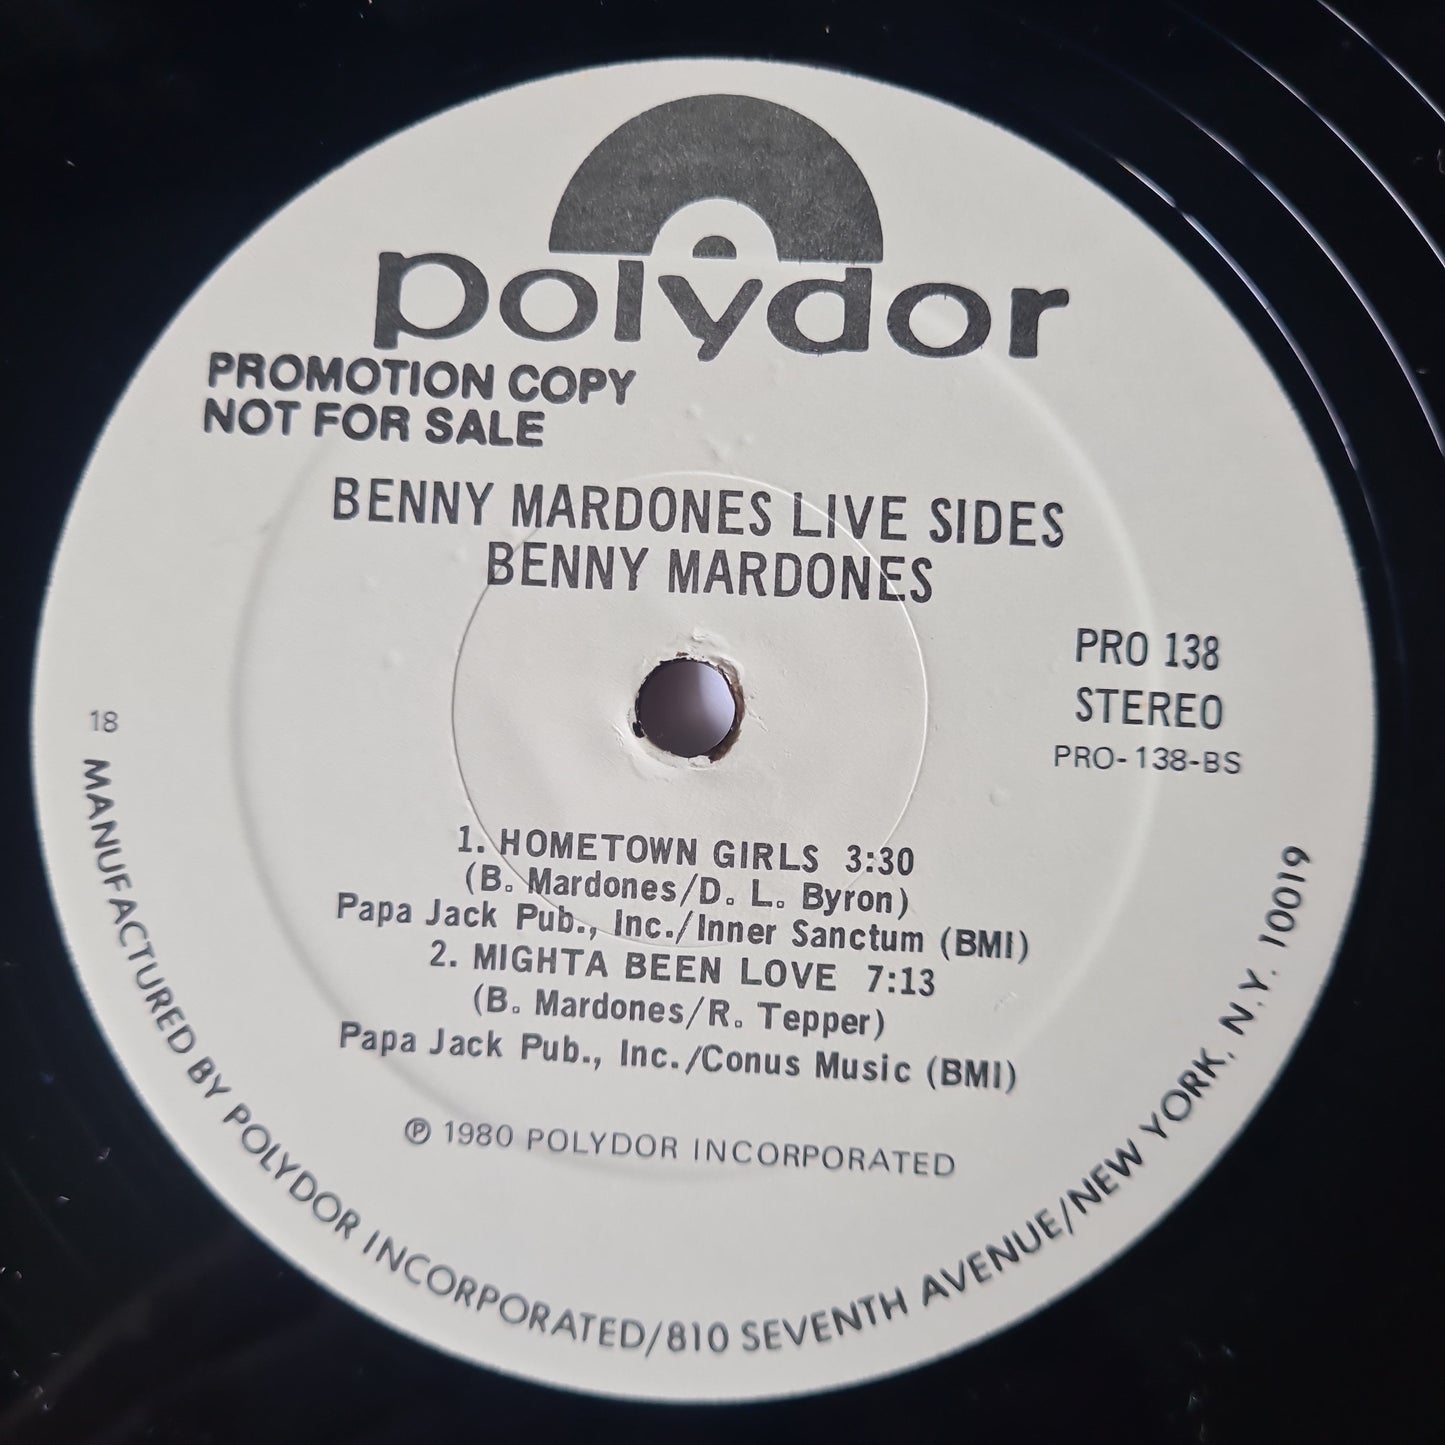 polydor
PROMOTION COPY
NOT FOR SALE
BENNY MARDONES LIVE SIDES
BENNY MARDONES
PRO 138
STEREO
PRO-138-BS
18
1. HOMETOWN GIRLS 3:30
(B. Mardones/D. L. Byron)
Papa Jack Pub., Inc./Inner Sanctum (BMI)
2. MIGHTA BEEN LOVE 7:13
(B. Mardones/R. Tepper)
Papa Jack Pub., Inc./Conus Music (BMI)
℗ 1980 POLYDOR INCORPORATED
MANUFACTURED BY POLYDOR INCORPORATED/810 SEVENTH AVENUE/NEW YORK, N.Y. 10019